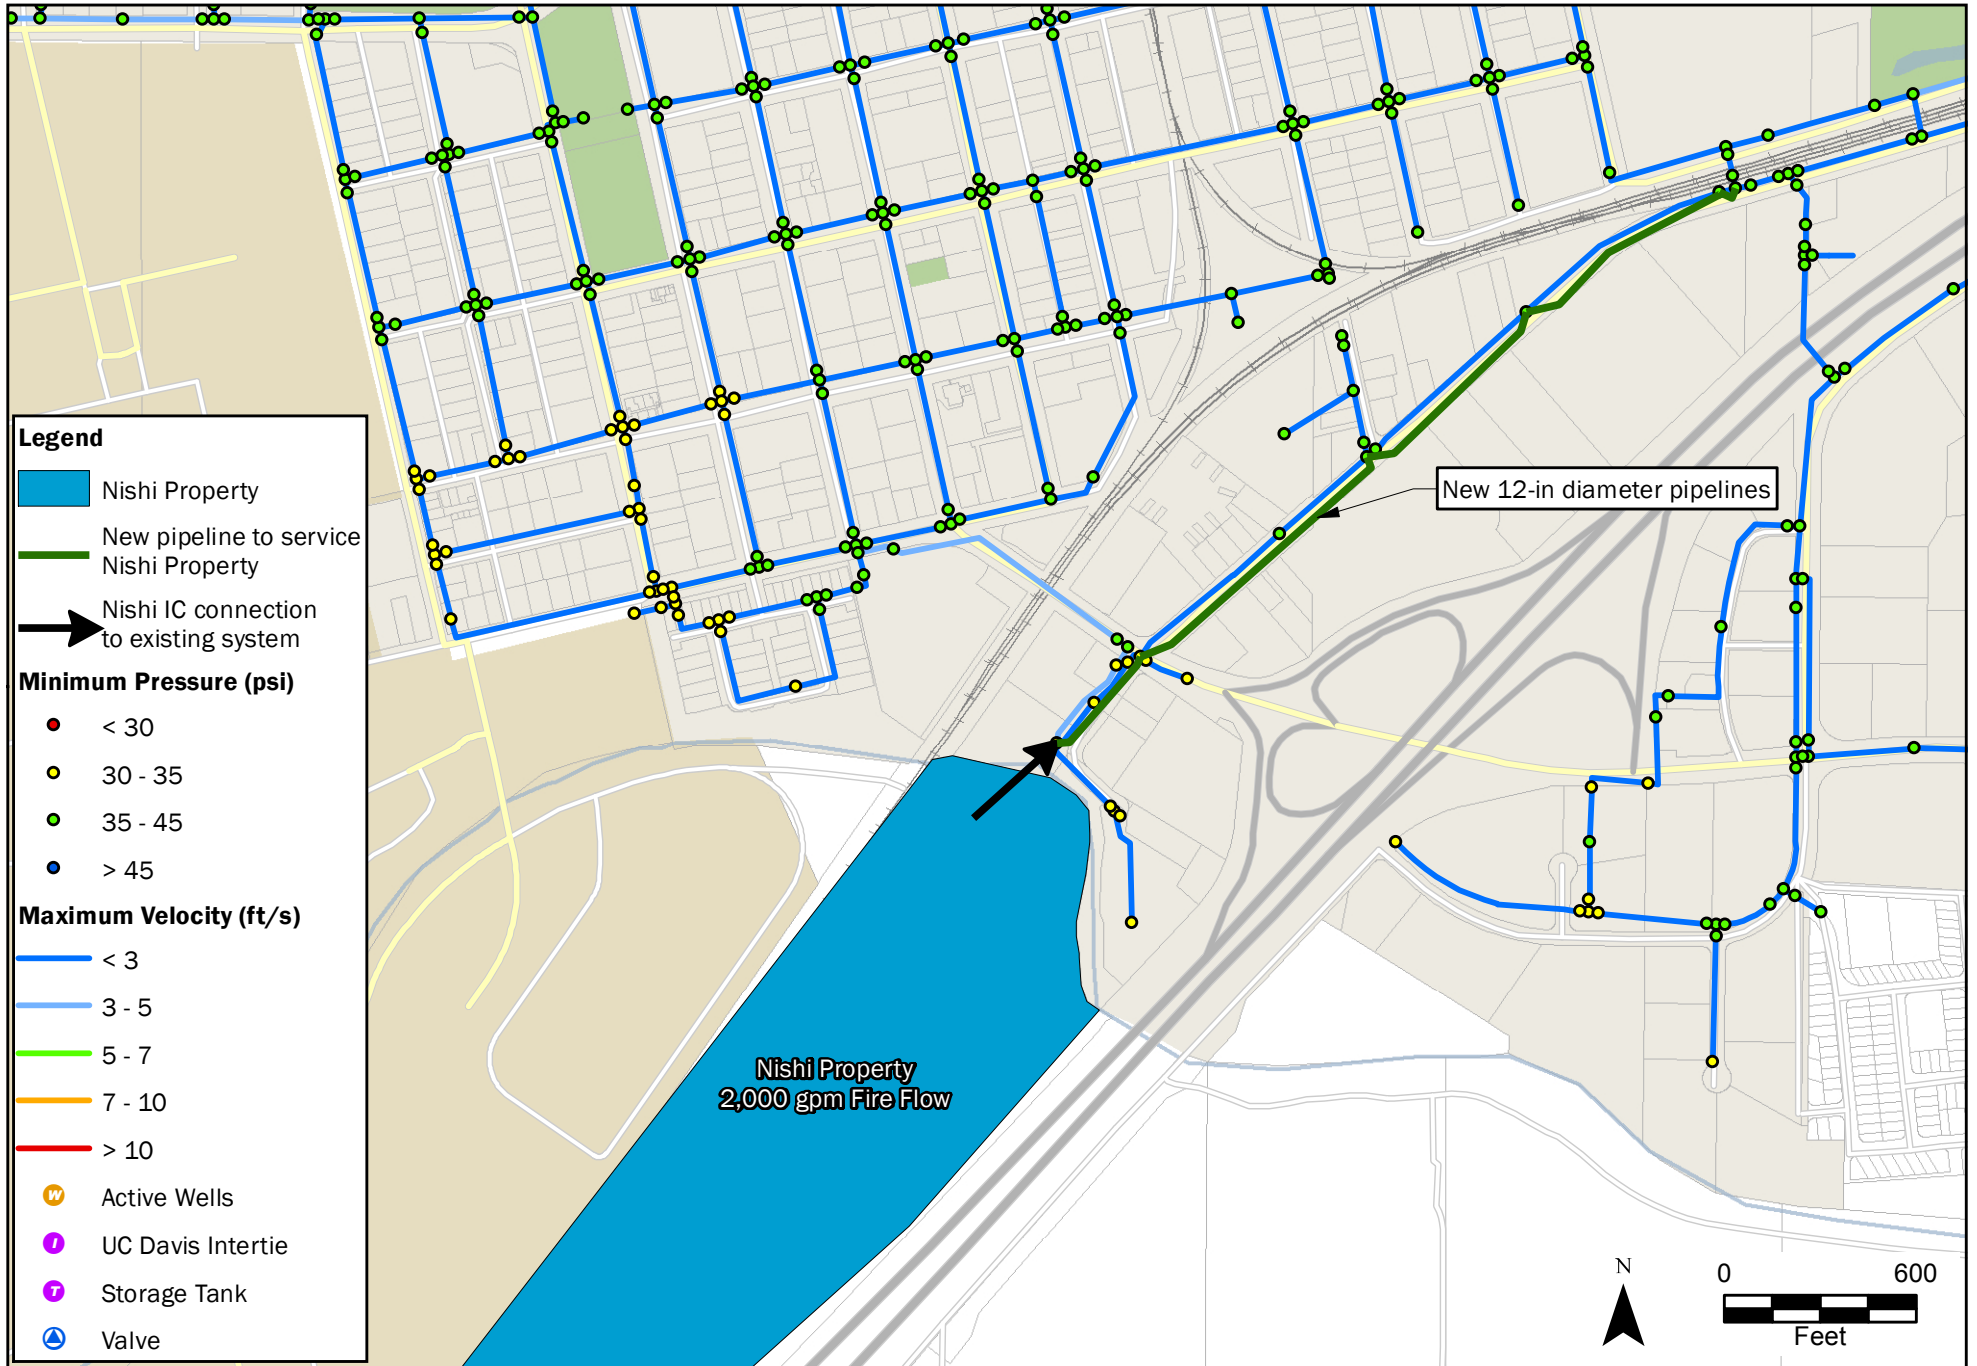 Legend
Nishi Property
New pipeline to service
Nishi Property
Nishi IC connection
to existing system
Minimum Pressure (psi)
< 30
30 - 35
35 - 45
> 45
Maximum Velocity (ft/s)
< 3
3 - 5
5 - 7
7 - 10
> 10
W Active Wells
I UC Davis Intertie
T Storage Tank
Valve
New 12-in diameter pipelines
Nishi Property
2,000 gpm Fire Flow
N
0 600
Feet